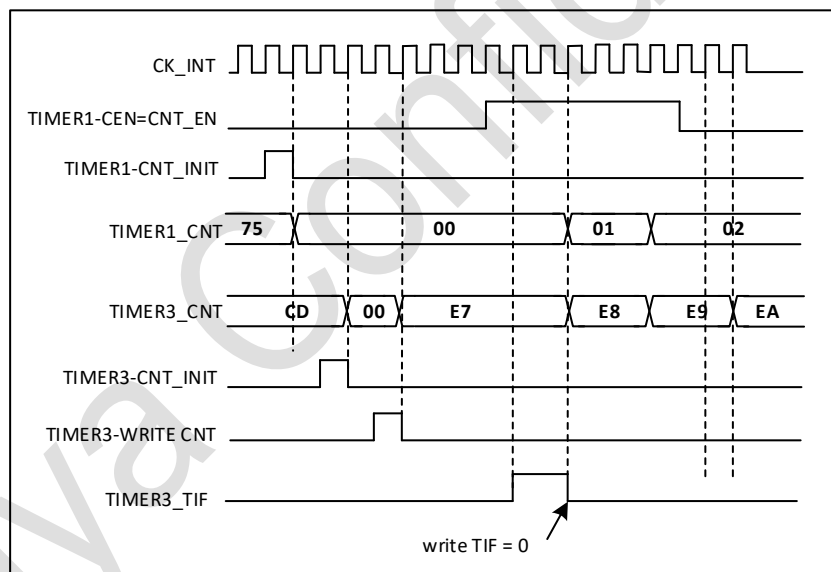 CK_INT
TIMER1-CEN=CNT_EN
TIMER1-CNT_INIT
TIMER1_CNT 75 00 01 02
TIMER3_CNT CD 00 E7 E8 E9 EA
TIMER3-CNT_INIT
TIMER3-WRITE CNT
TIMER3_TIF
write TIF = 0